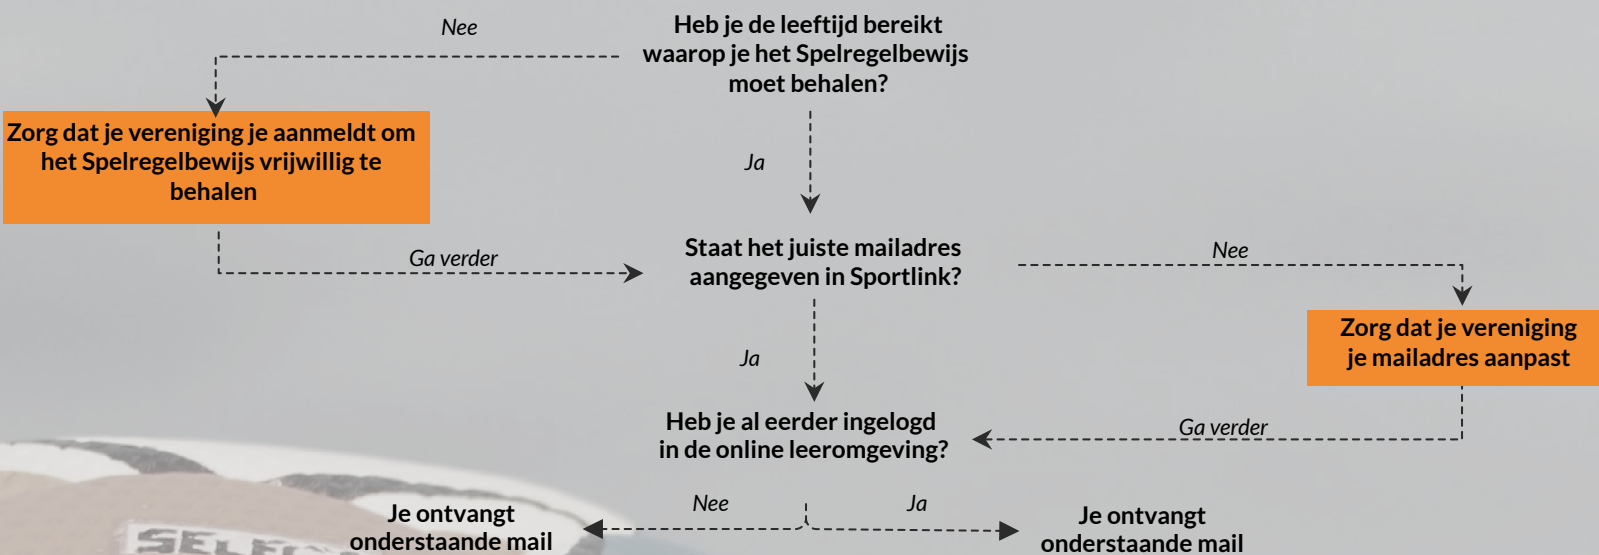 Nee
Heb je de leeftijd bereikt
waarop je het Spelregelbewijs
moet behalen?
Zorg dat je vereniging je aanmeldt om
het Spelregelbewijs vrijwillig te
behalen
Ja
Ga verder
Staat het juiste mailadres
aangegeven in Sportlink?
Nee
Zorg dat je vereniging
je mailadres aanpast
Ja
Heb je al eerder ingelogd
in de online leeromgeving?
Ga verder
Nee
Ja
Je ontvangt
onderstaande mail
Je ontvangt
onderstaande mail